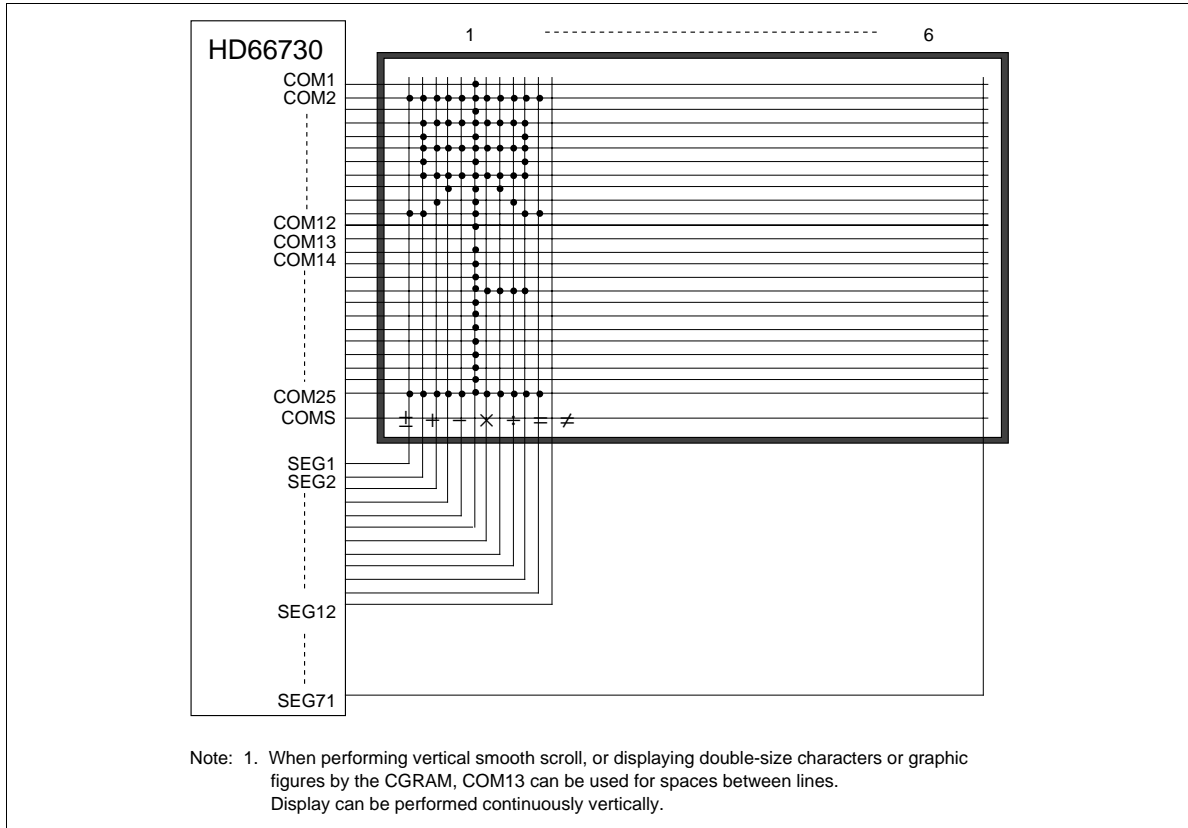 1 6
HD66730
COM1
COM2
COM12
COM13
COM14
COM25
COMS
± + − × ÷ = ≠
SEG1
SEG2
SEG12
SEG71
Note: 1. When performing vertical smooth scroll, or displaying double-size characters or graphic
figures by the CGRAM, COM13 can be used for spaces between lines.
Display can be performed continuously vertically.